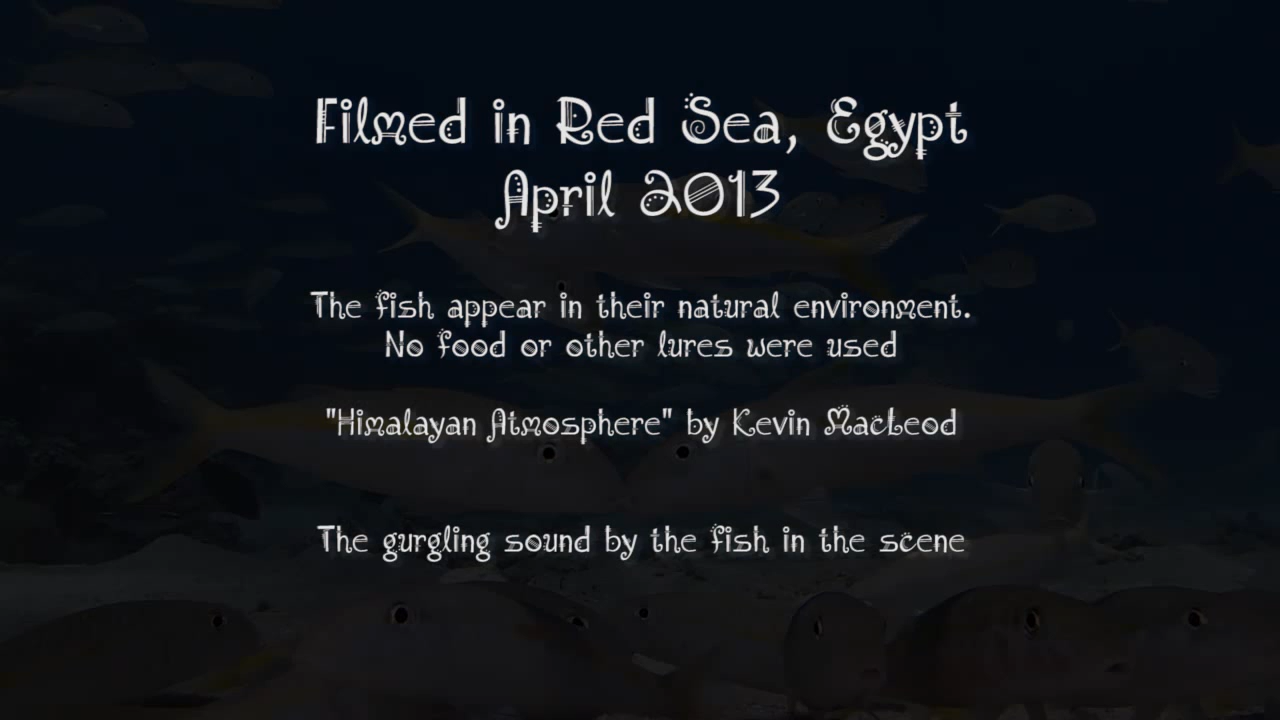 Filmed in Red Sea, Egypt
April 2013
The fish appear in their natural environment.
No food or other lures were used
"Himalayan Atmosphere" by Kevin MacLeod
The gurgling sound by the fish in the scene